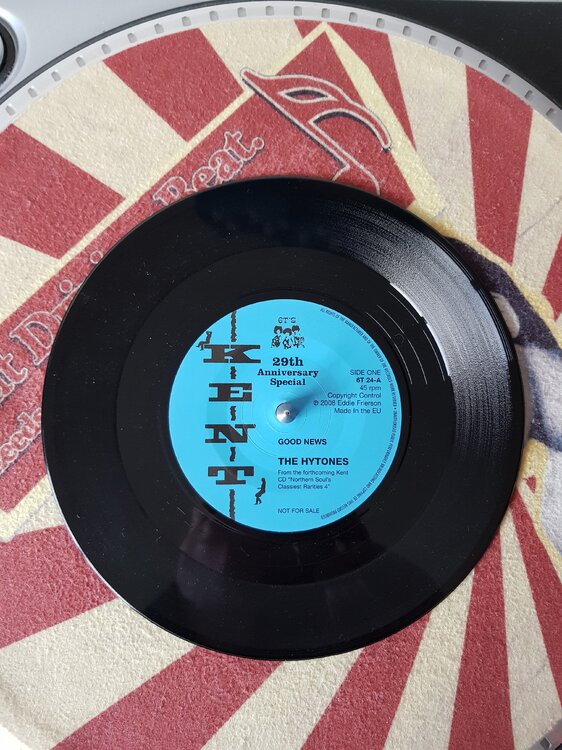 Beat.
6T'S
KENT
29th
Anniversary
Special
SIDE ONE
6T 24-A
45 rpm
Copyright Control
℗ 2008 Eddie Frierson
Made In the EU
GOOD NEWS
THE HYTONES
From the forthcoming Kent
CD "Northern Soul's
Classiest Rarities 4"
NOT FOR SALE